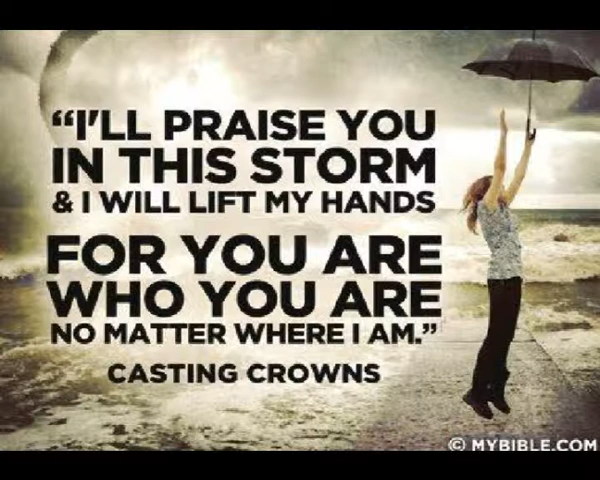 “I'LL PRAISE YOU
IN THIS STORM
& I WILL LIFT MY HANDS
FOR YOU ARE
WHO YOU ARE
NO MATTER WHERE I AM.”
CASTING CROWNS
© MYBIBLE.COM